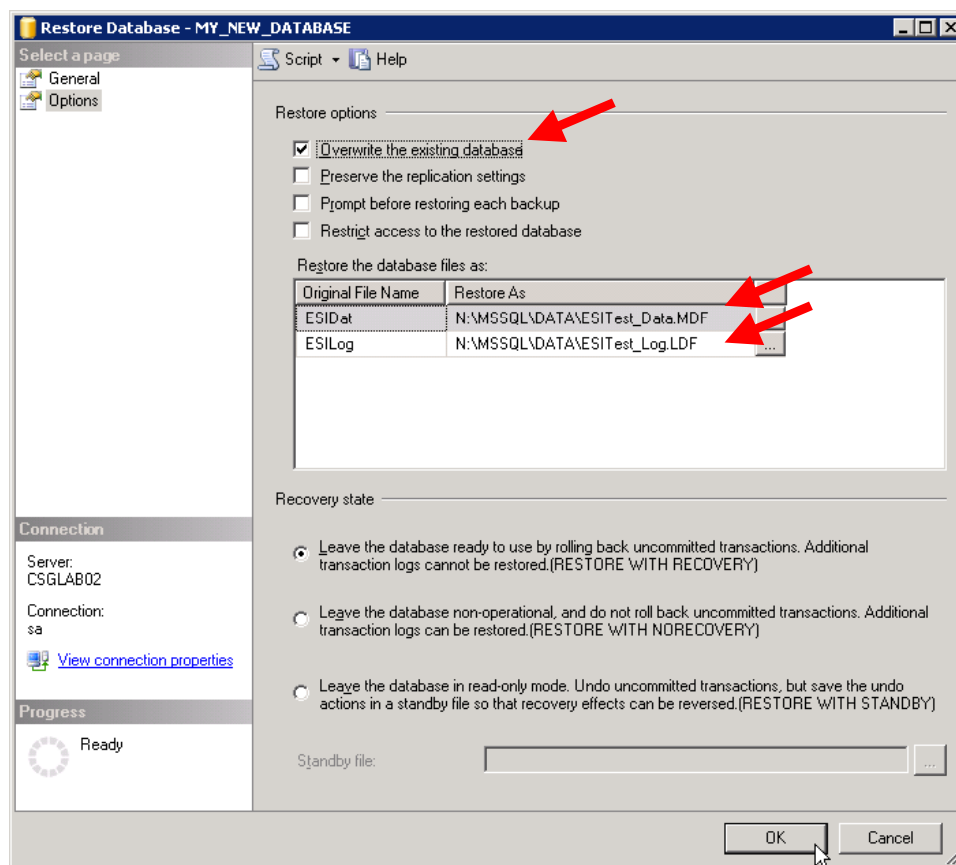 Restore Database - MY_NEW_DATABASE
Select a page
General
Options
Script
Help
Restore options
Overwrite the existing database
Preserve the replication settings
Prompt before restoring each backup
Restrict access to the restored database
Restore the database files as:
Original File Name Restore As
ESIDat N:\MSSQL\DATA\ESITest_Data.MDF
ESILog N:\MSSQL\DATA\ESITest_Log.LDF ...
Recovery state
Leave the database ready to use by rolling back uncommitted transactions. Additional
transaction logs cannot be restored.(RESTORE WITH RECOVERY)
Leave the database non-operational, and do not roll back uncommitted transactions. Additional
transaction logs can be restored.(RESTORE WITH NORECOVERY)
Leave the database in read-only mode. Undo uncommitted transactions, but save the undo
actions in a standby file so that recovery effects can be reversed.(RESTORE WITH STANDBY)
Standby file: ...
Connection
Server:
CSGLAB02
Connection:
sa
View connection properties
Progress
Ready
OK Cancel